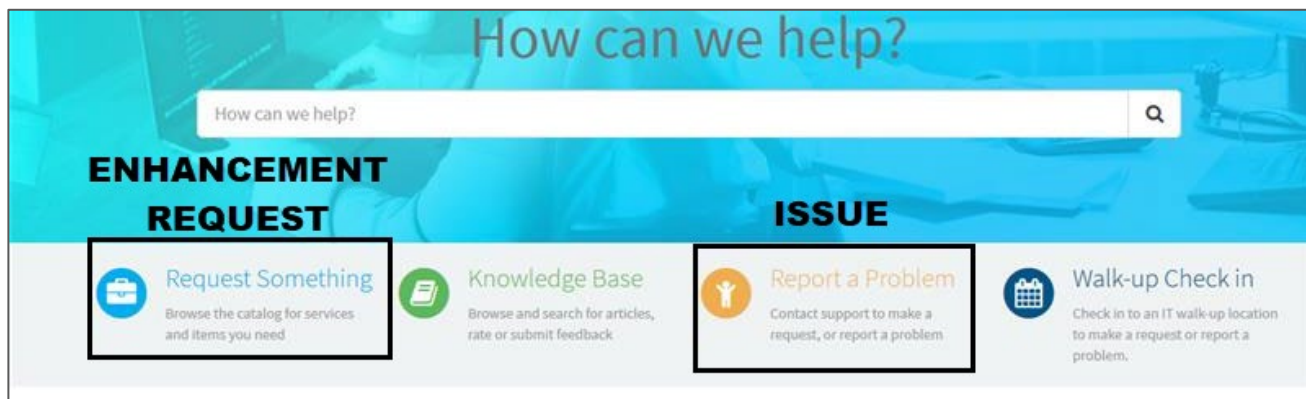 How can we help?
How can we help?
ENHANCEMENT
REQUEST
ISSUE
Request Something
Browse the catalog for services
and items you need
Knowledge Base
Browse and search for articles,
rate or submit feedback
Report a Problem
Contact support to make a
request, or report a problem
Walk-up Check in
Check in to an IT walk-up location
to make a request or report a
problem.